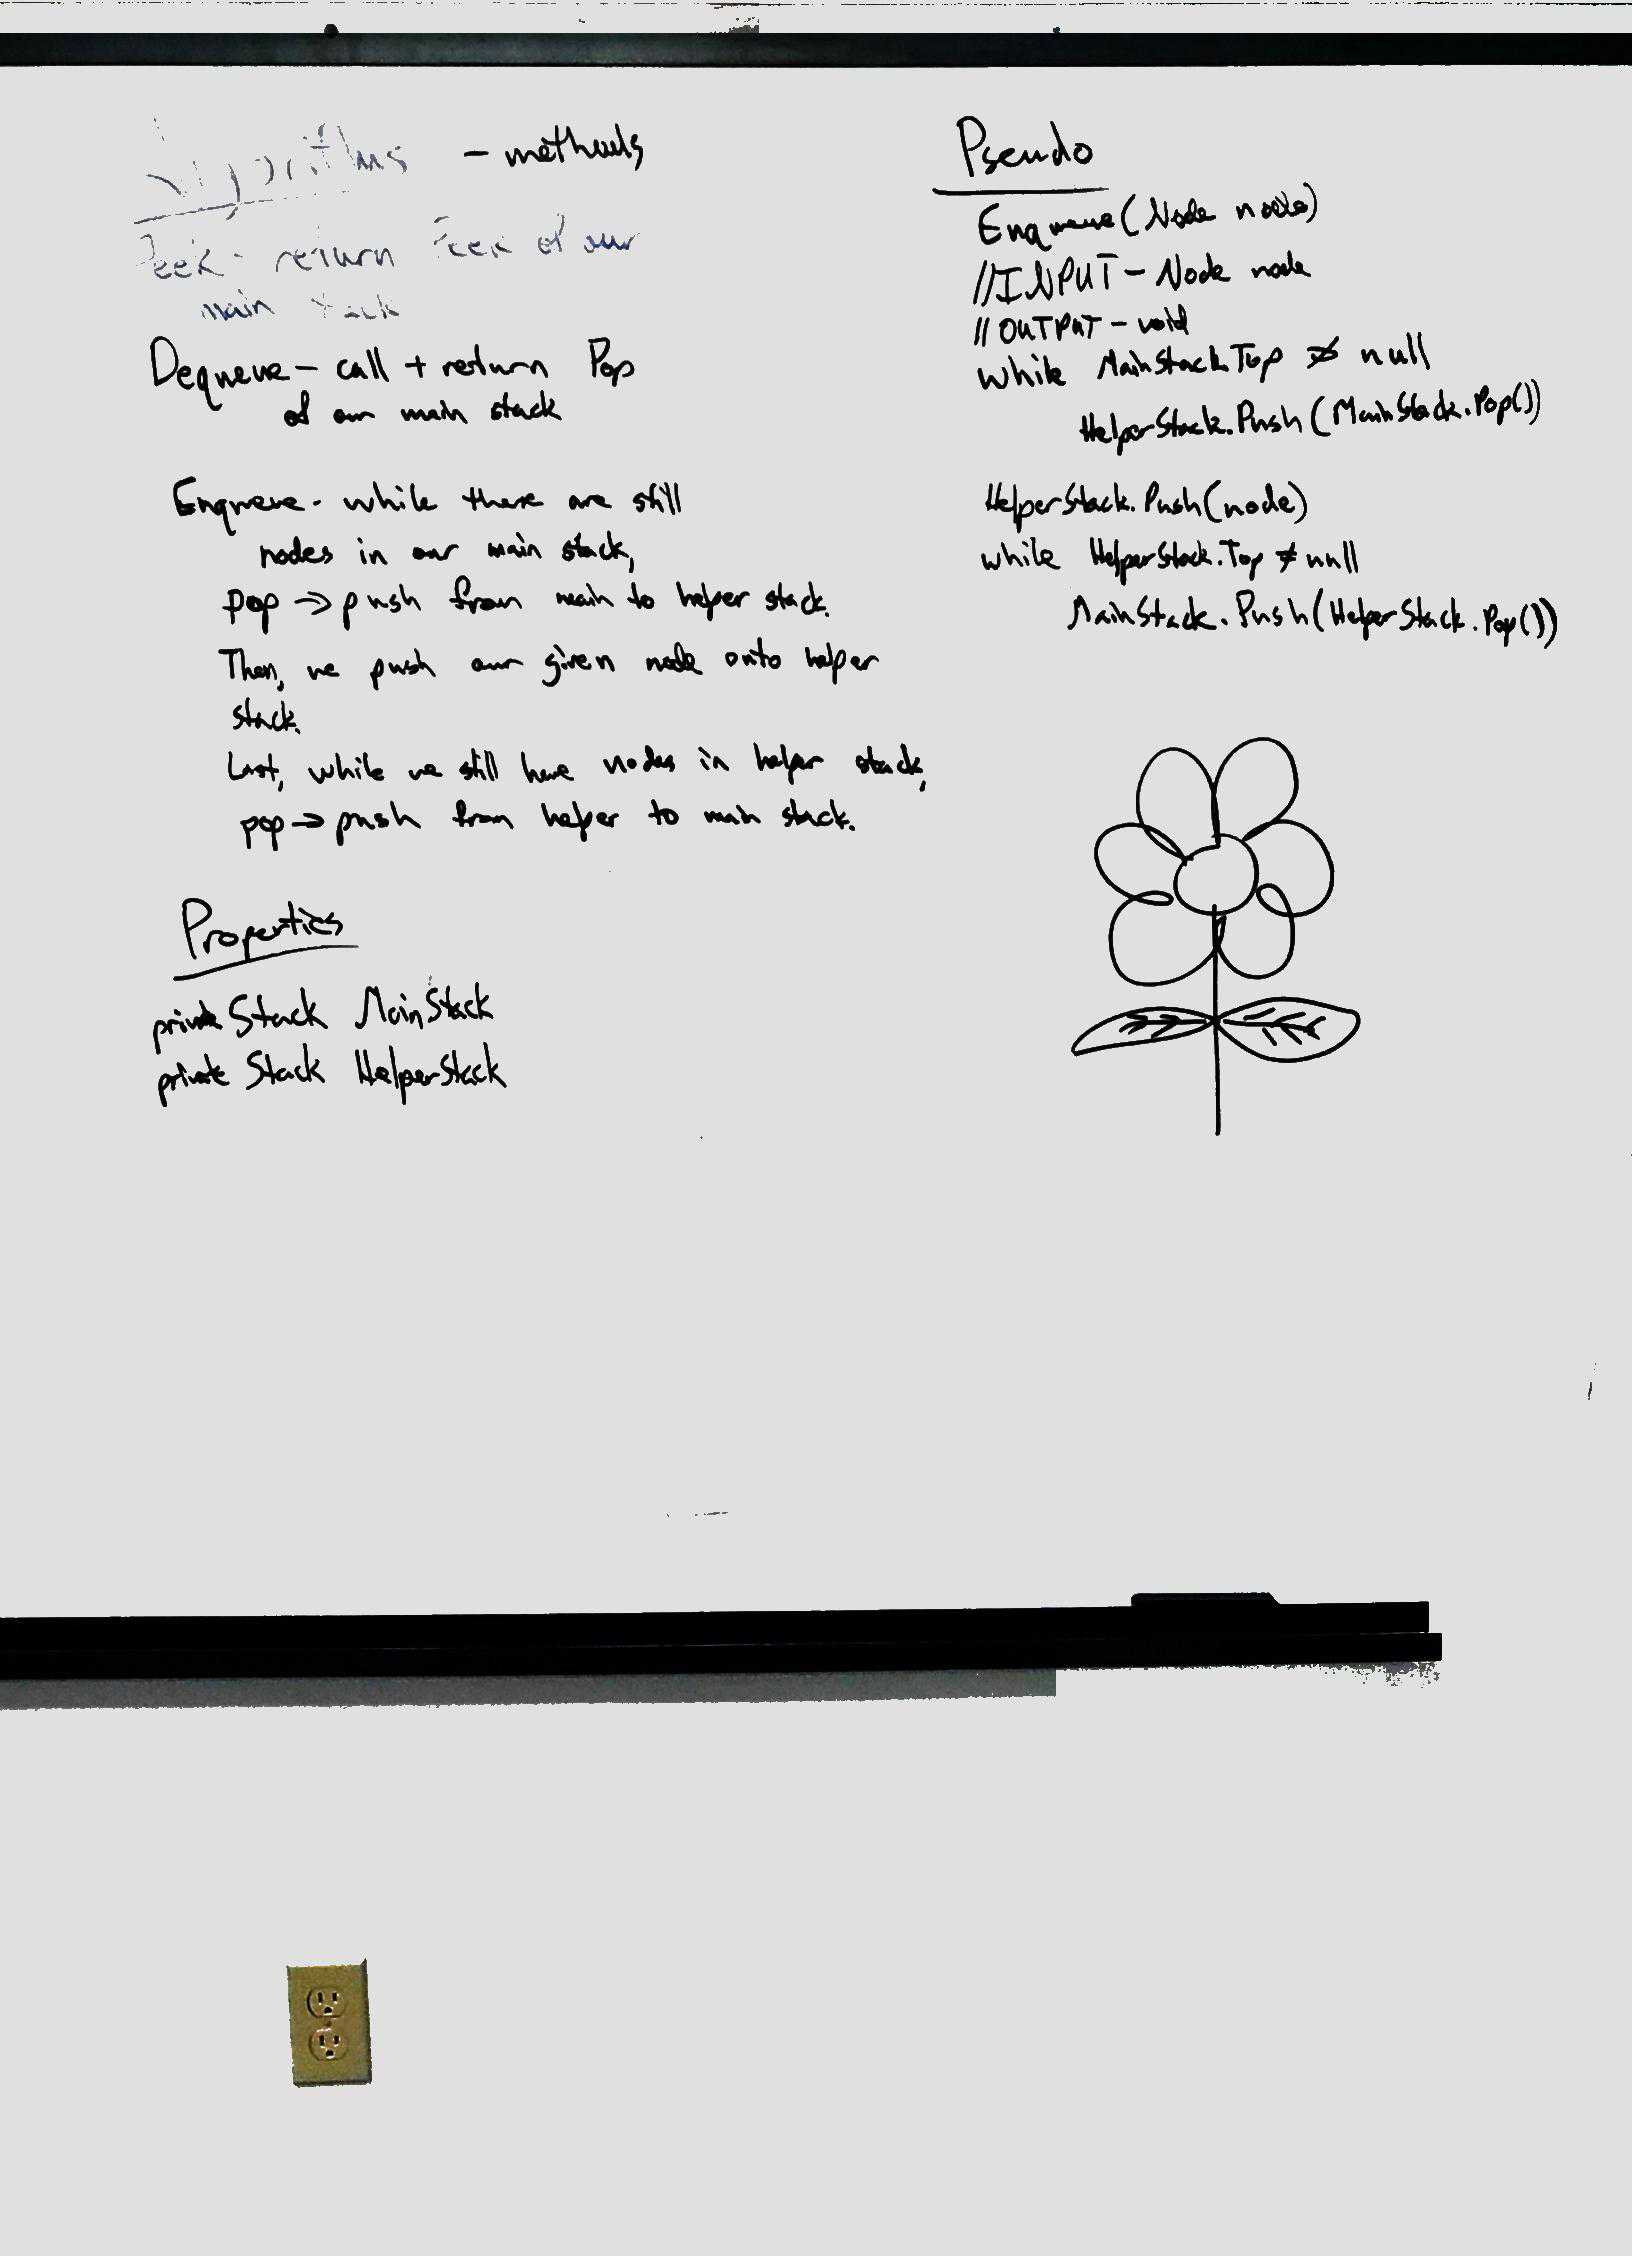 Algorithms - methods
Peek - return Peek of our
main stack
Dequeue - call + return Pop
of our main stack
Enqueue - while there are still
nodes in our main stack,
pop → push from main to helper stack.
Then, we push our given node onto helper
stack.
Last, while we still have nodes in helper stack,
pop → push from helper to main stack.
Properties
private Stack MainStack
private Stack HelperStack
Pseudo
Enqueue(Node node)
//INPUT - Node node
//OUTPUT - void
while MainStack.Top ≠ null
HelperStack.Push(MainStack.Pop())
HelperStack.Push(node)
while HelperStack.Top ≠ null
MainStack.Push(HelperStack.Pop())